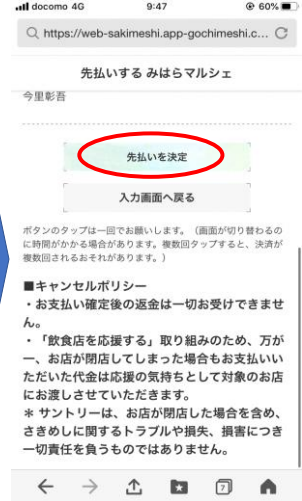 docomo 4G 9:47 60%
https://web-sakimeshi.app-gochimeshi.c...
先払いする みはらマルシェ
今里彰吾
先払いを決定
入力画面へ戻る
ボタンのタップは一回でお願いします。（画面が切り替わるの
に時間がかかる場合があります。複数回タップすると、決済が
複数回されるおそれがあります。）
■キャンセルポリシー
・お支払い確定後の返金は一切お受けできませ
ん。
・「飲食店を応援する」取り組みのため、万が
一、お店が閉店してしまった場合もお支払いい
ただいた代金は応援の気持ちとして対象のお店
にお渡しさせていただきます。
＊ サントリーは、お店が閉店した場合を含め、
さきめしに関するトラブルや損失、損害につき
一切責任を負うものではありません。
7